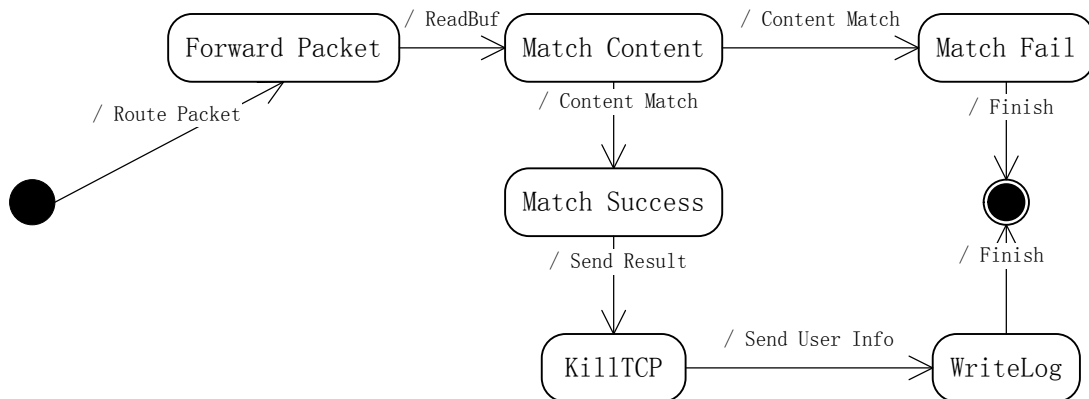 / ReadBuf
/ Content Match
Forward Packet
Match Content
Match Fail
/ Route Packet
/ Content Match
/ Finish
Match Success
/ Send Result
/ Finish
/ Send User Info
KillTCP
WriteLog